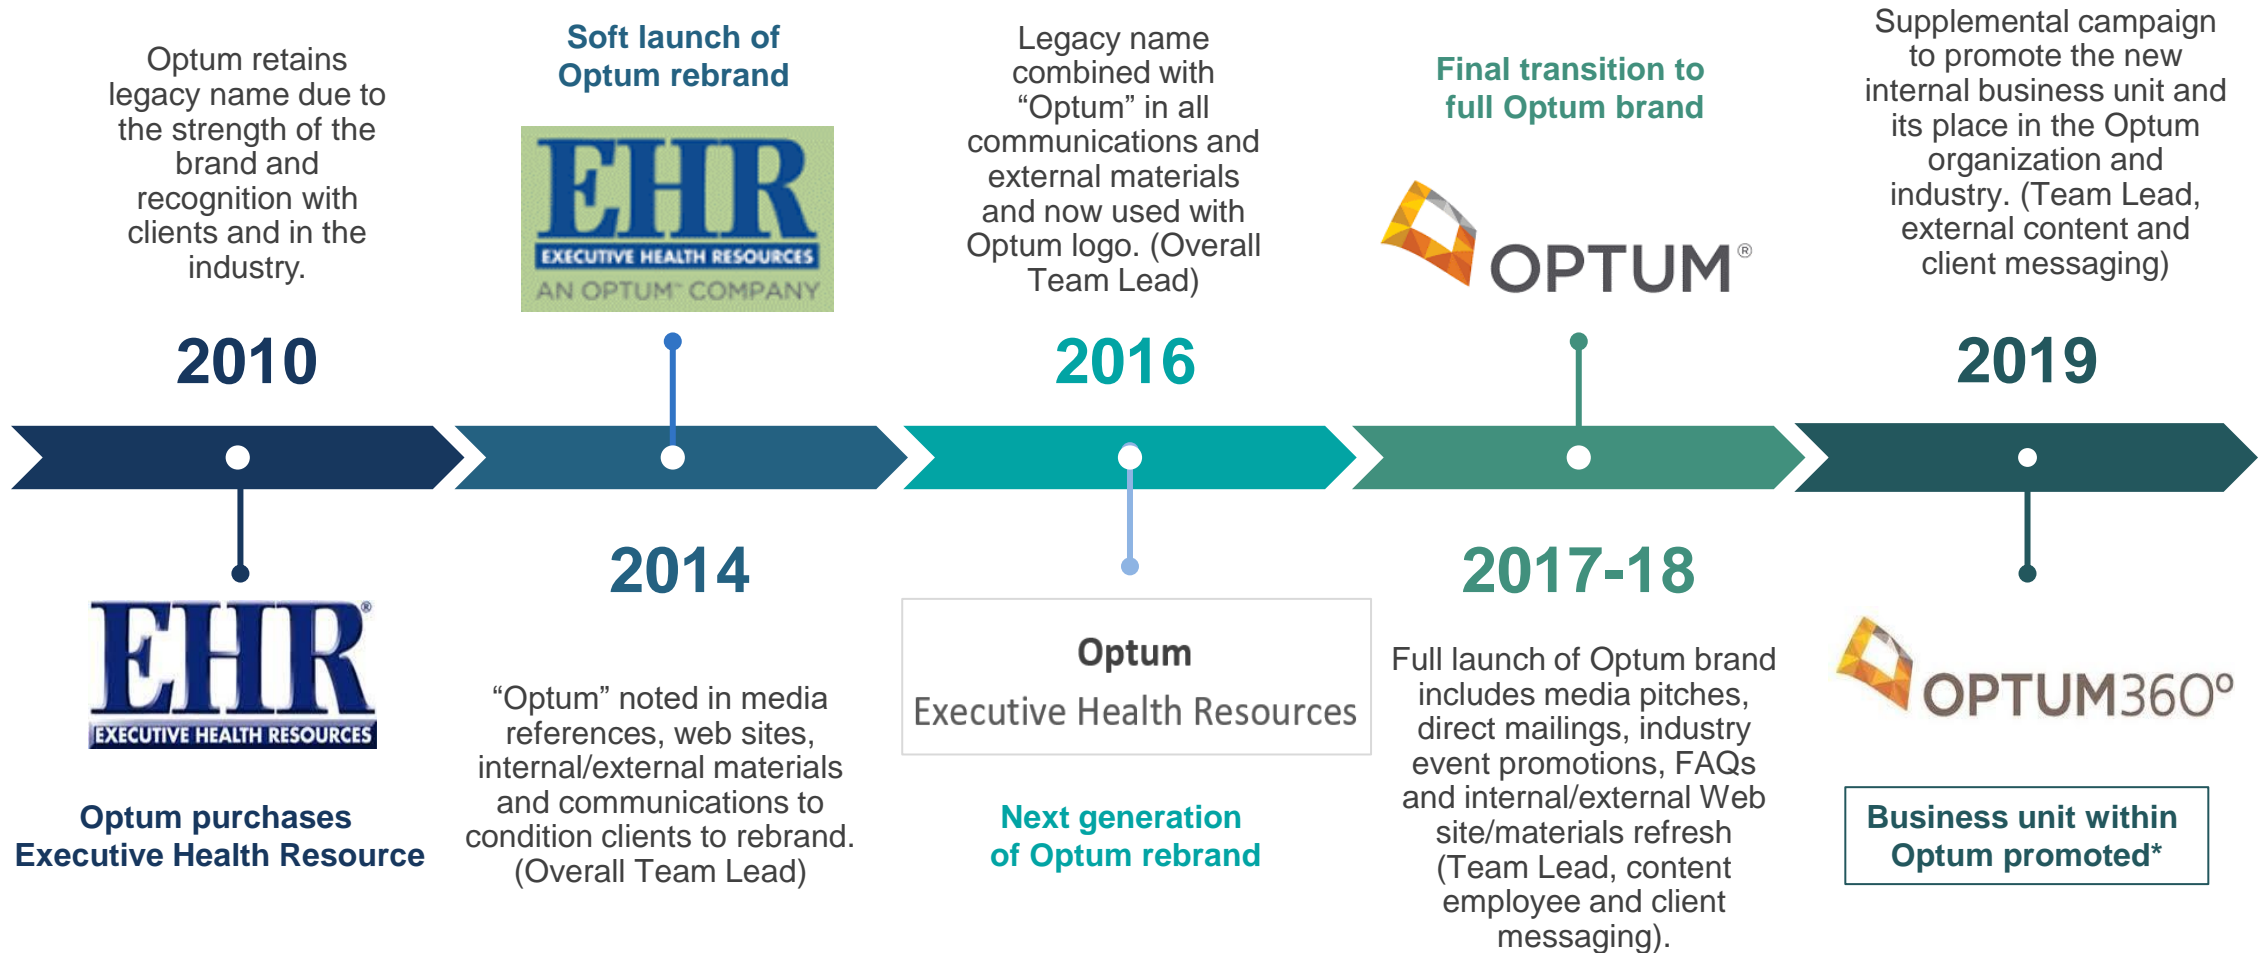 Optum retains
legacy name due to
the strength of the
brand and
recognition with
clients and in the
industry.
2010
EHR®
EXECUTIVE HEALTH RESOURCES
Optum purchases
Executive Health Resource
Soft launch of
Optum rebrand
EHR
EXECUTIVE HEALTH RESOURCES
AN OPTUM™ COMPANY
2014
“Optum” noted in media
references, web sites,
internal/external materials
and communications to
condition clients to rebrand.
(Overall Team Lead)
Legacy name
combined with
“Optum” in all
communications and
external materials
and now used with
Optum logo. (Overall
Team Lead)
2016
Optum
Executive Health Resources
Next generation
of Optum rebrand
Final transition to
full Optum brand
OPTUM®
2017-18
Full launch of Optum brand
includes media pitches,
direct mailings, industry
event promotions, FAQs
and internal/external Web
site/materials refresh
(Team Lead, content
employee and client
messaging).
Supplemental campaign
to promote the new
internal business unit and
its place in the Optum
organization and
industry. (Team Lead,
external content and
client messaging)
2019
OPTUM360º
Business unit within
Optum promoted*